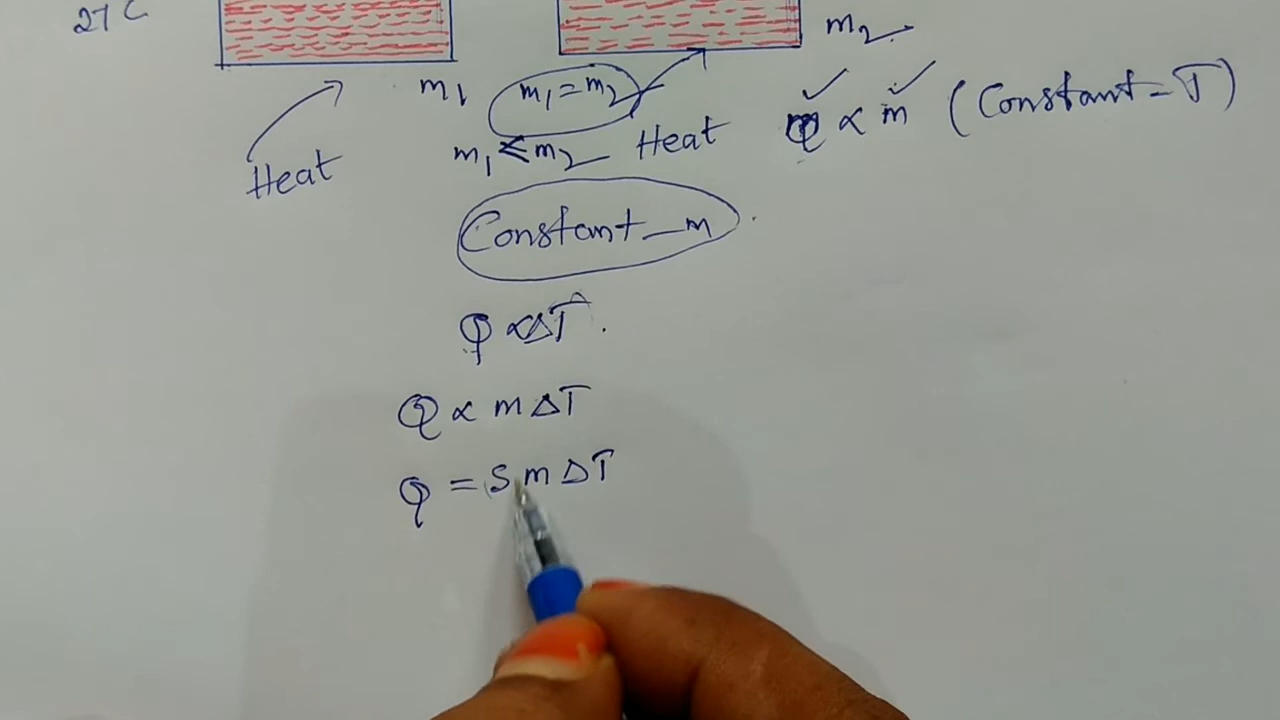 27 C
m₂
m₁
m₁ = m₂
Q ∝ m (Constant - T)
m₁ < m₂
Heat
Heat
Constant - m
Q ∝ ΔT.
Q ∝ m ΔT
Q = S m ΔT